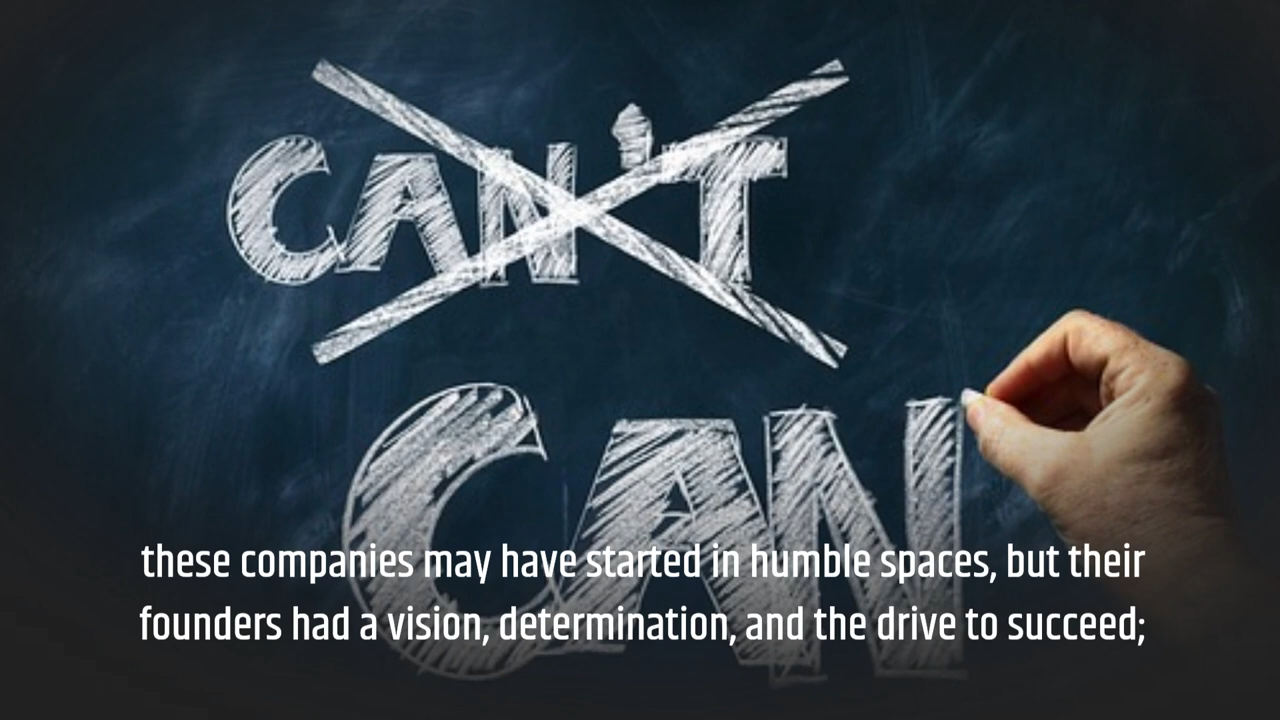 CAN'T
CAN
these companies may have started in humble spaces, but their
founders had a vision, determination, and the drive to succeed;